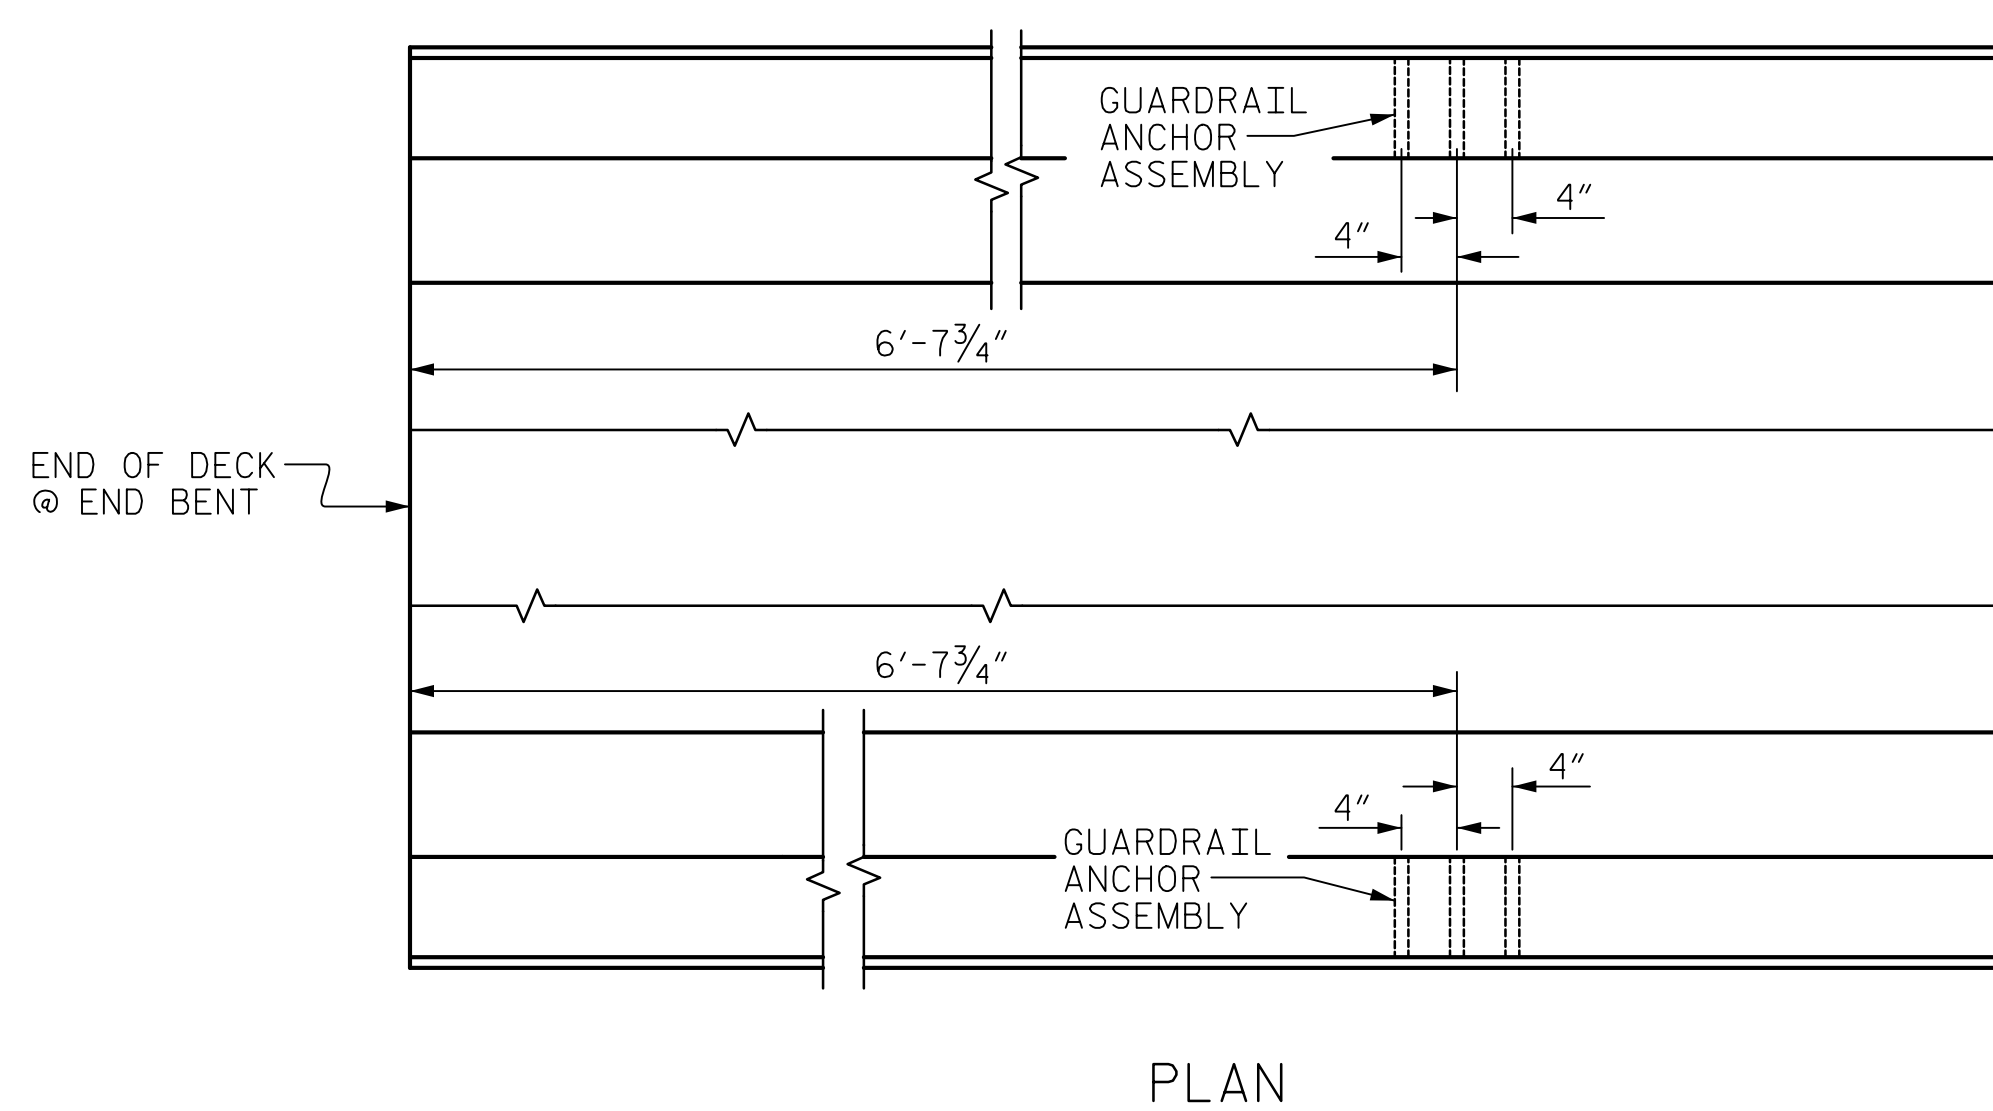 GUARDRAIL
ANCHOR
ASSEMBLY
4"
4"
6'-7¾"
END OF DECK
@ END BENT
6'-7¾"
4"
4"
GUARDRAIL
ANCHOR
ASSEMBLY
PLAN